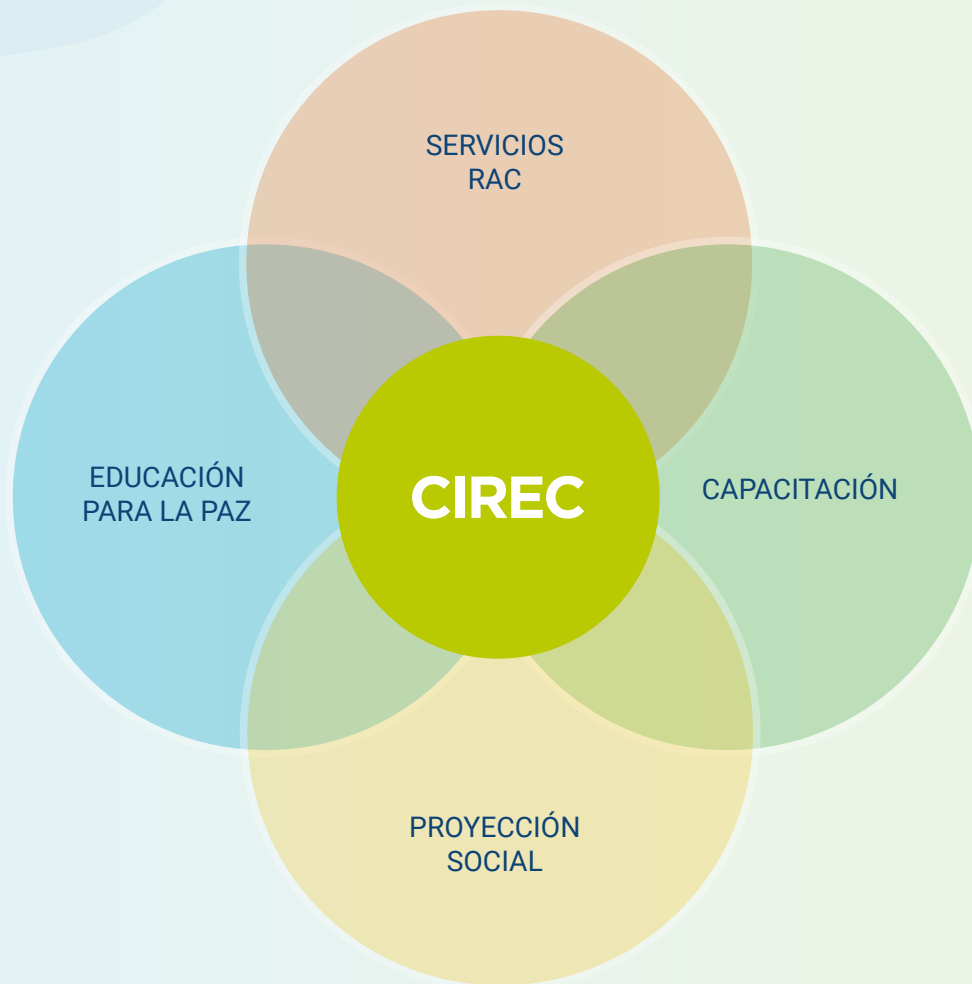 SERVICIOS
RAC
EDUCACIÓN
PARA LA PAZ
CIREC
CAPACITACIÓN
PROYECCIÓN
SOCIAL